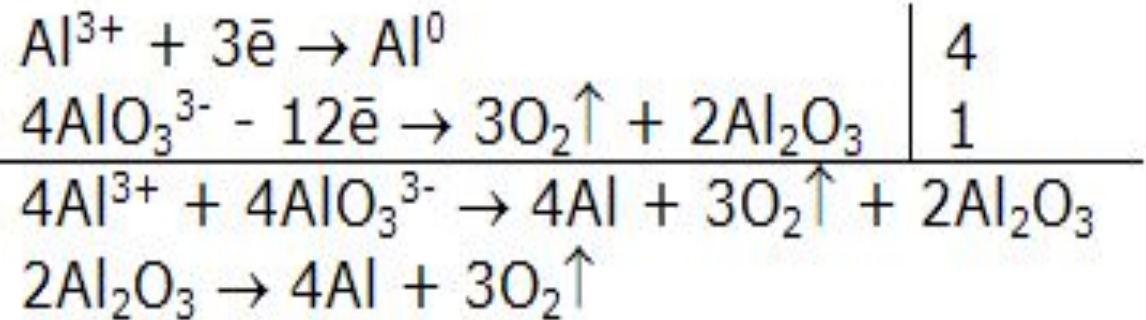 Al³⁺ + 3ē → Al⁰ | 4
4AlO₃³⁻ - 12ē → 3O₂↑ + 2Al₂O₃ | 1
4Al³⁺ + 4AlO₃³⁻ → 4Al + 3O₂↑ + 2Al₂O₃
2Al₂O₃ → 4Al + 3O₂↑